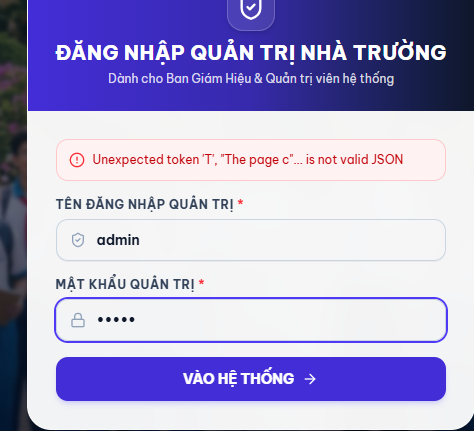 ĐĂNG NHẬP QUẢN TRỊ NHÀ TRƯỜNG
Dành cho Ban Giám Hiệu & Quản trị viên hệ thống
Unexpected token 'T', "The page c"... is not valid JSON
TÊN ĐĂNG NHẬP QUẢN TRỊ *
admin
MẬT KHẨU QUẢN TRỊ *
•••••
VÀO HỆ THỐNG →